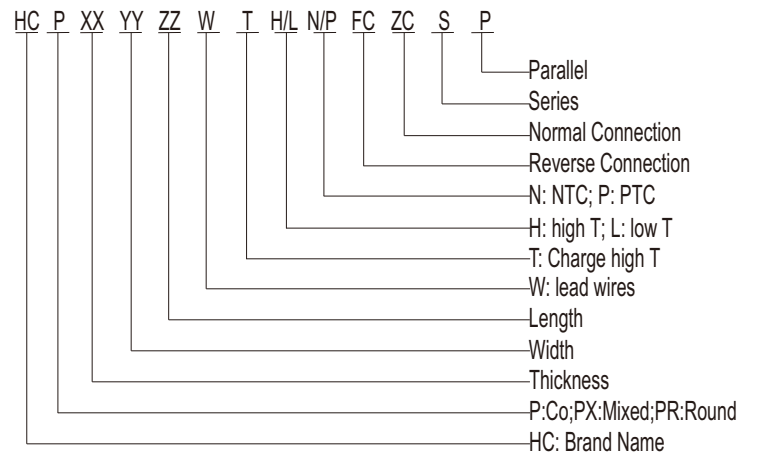 HC P XX YY ZZ W T H/L N/P FC ZC S P
Parallel
Series
Normal Connection
Reverse Connection
N: NTC; P: PTC
H: high T; L: low T
T: Charge high T
W: lead wires
Length
Width
Thickness
P:Co;PX:Mixed;PR:Round
HC: Brand Name